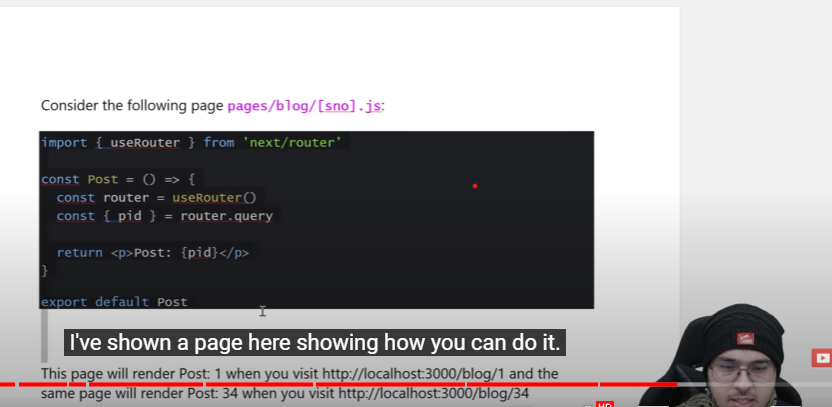 Consider the following page pages/blog/[sno].js:
import { useRouter } from 'next/router'
const Post = () => {
const router = useRouter()
const { pid } = router.query
return <p>Post: {pid}</p>
}
export default Post
I've shown a page here showing how you can do it.
This page will render Post: 1 when you visit http://localhost:3000/blog/1 and the
same page will render Post: 34 when you visit http://localhost:3000/blog/34